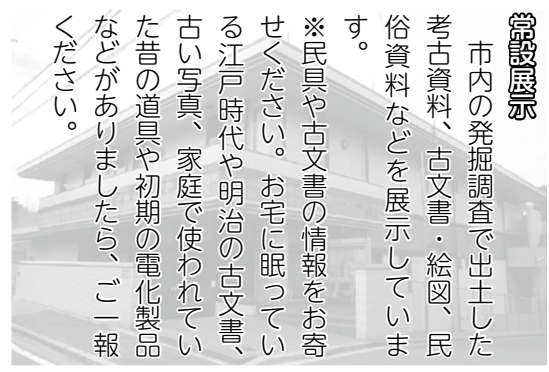 常設展示
　市内の発掘調査で出土した
考古資料、古文書・絵図、民
俗資料などを展示していま
す。
※民具や古文書の情報をお寄
せください。お宅に眠ってい
る江戸時代や明治の古文書、
古い写真、家庭で使われてい
た昔の道具や初期の電化製品
などがありましたら、ご一報
ください。